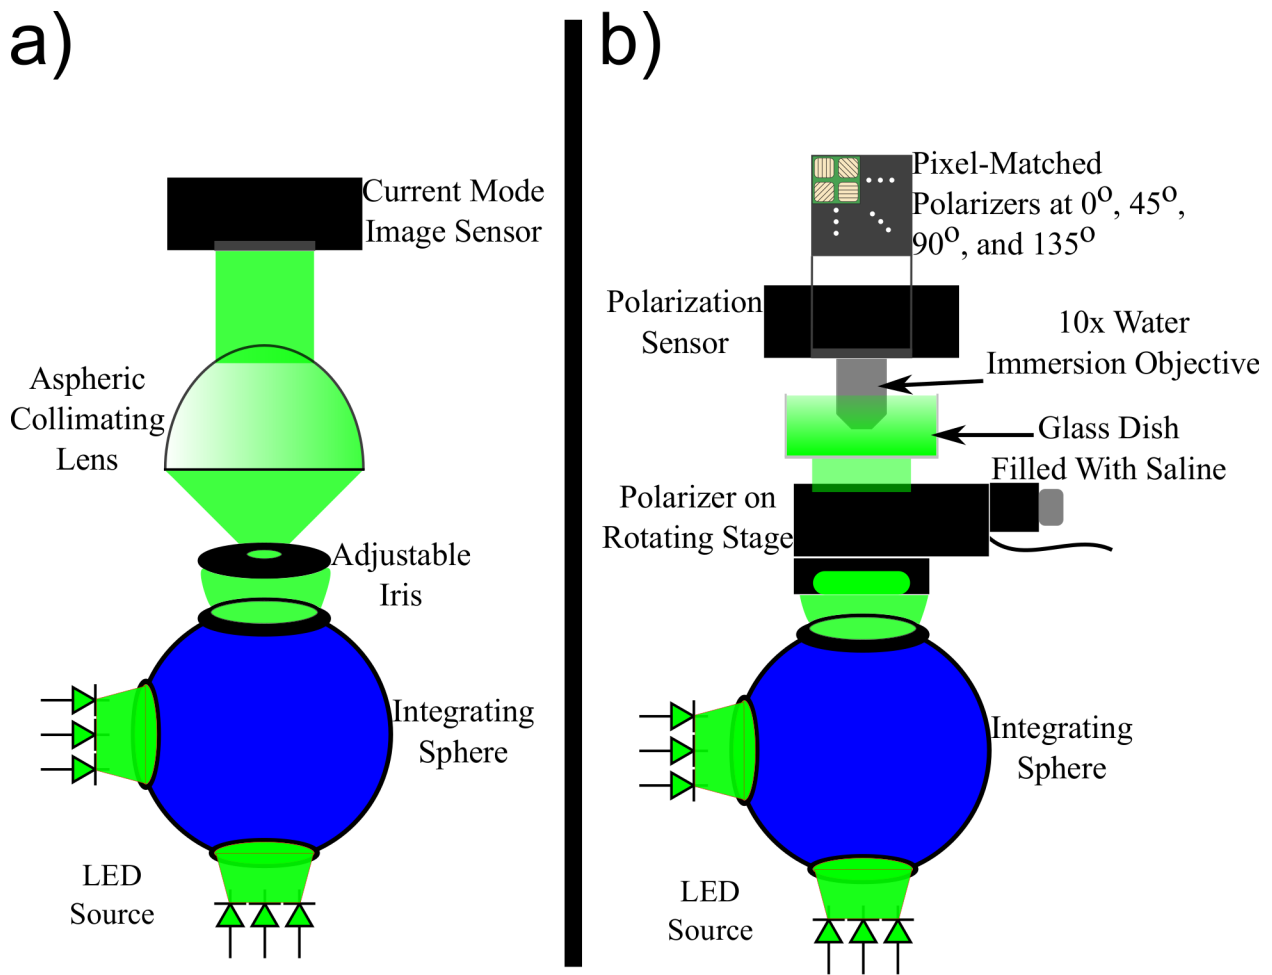 a)
Current Mode
Image Sensor
Aspheric
Collimating
Lens
Adjustable
Iris
Integrating
Sphere
LED
Source
b)
Pixel-Matched
Polarizers at 0º, 45º,
90º, and 135º
Polarization
Sensor
10x Water
Immersion Objective
Glass Dish
Filled With Saline
Polarizer on
Rotating Stage
Integrating
Sphere
LED
Source